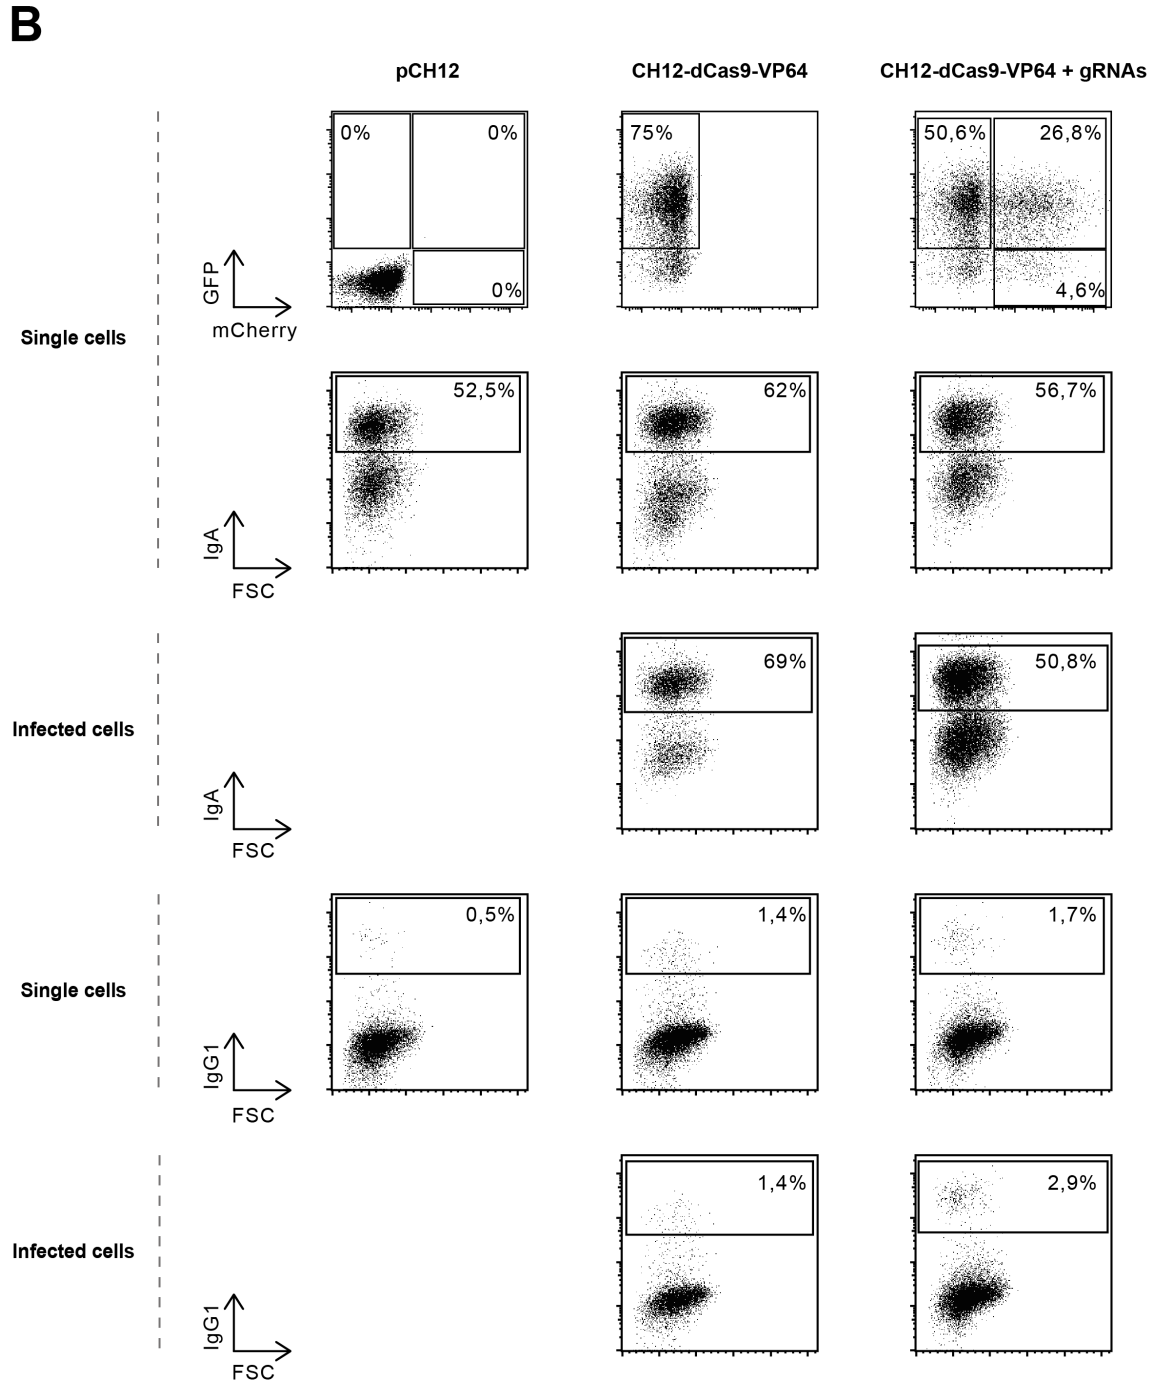 B
pCH12
CH12-dCas9-VP64
CH12-dCas9-VP64 + gRNAs
Single cells
GFP
mCherry
0%
0%
0%
75%
50,6%
26,8%
4,6%
IgA
FSC
52,5%
62%
56,7%
Infected cells
IgA
FSC
69%
50,8%
Single cells
IgG1
FSC
0,5%
1,4%
1,7%
Infected cells
IgG1
FSC
1,4%
2,9%